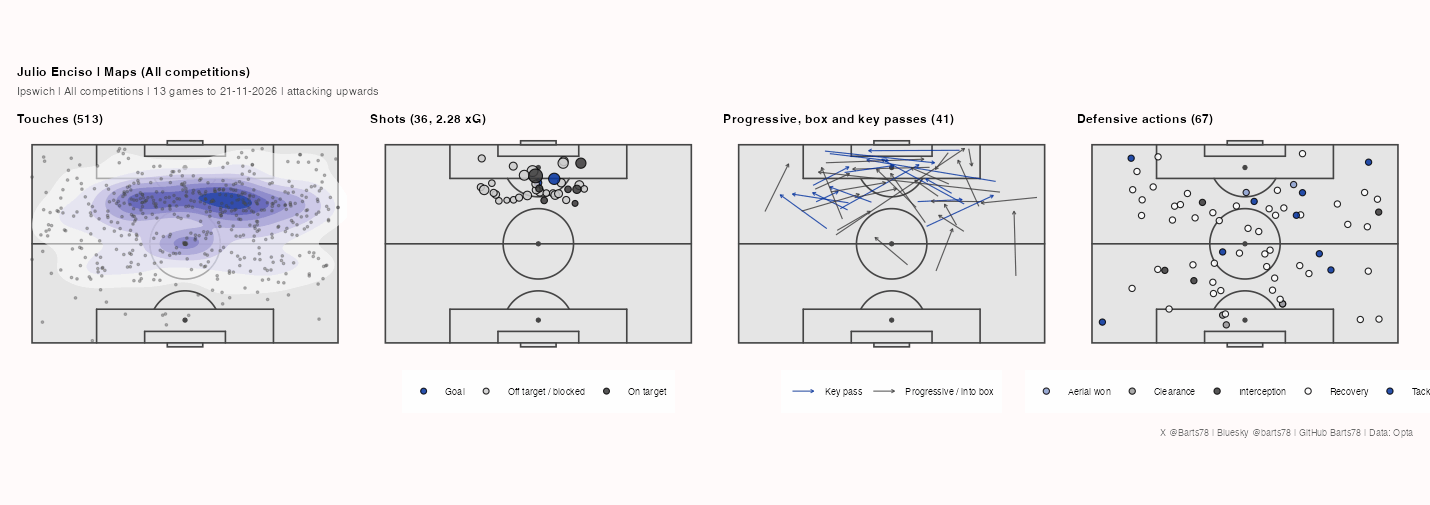 Julio Enciso | Maps (All competitions)
Ipswich | All competitions | 13 games to 21-11-2026 | attacking upwards
Touches (513)
Shots (36, 2.28 xG)
Progressive, box and key passes (41)
Defensive actions (67)
Goal
Off target / blocked
On target
Key pass
Progressive / into box
Aerial won
Clearance
Interception
Recovery
Tack
X @Barts78 | Bluesky @barts78 | GitHub Barts78 | Data: Opta